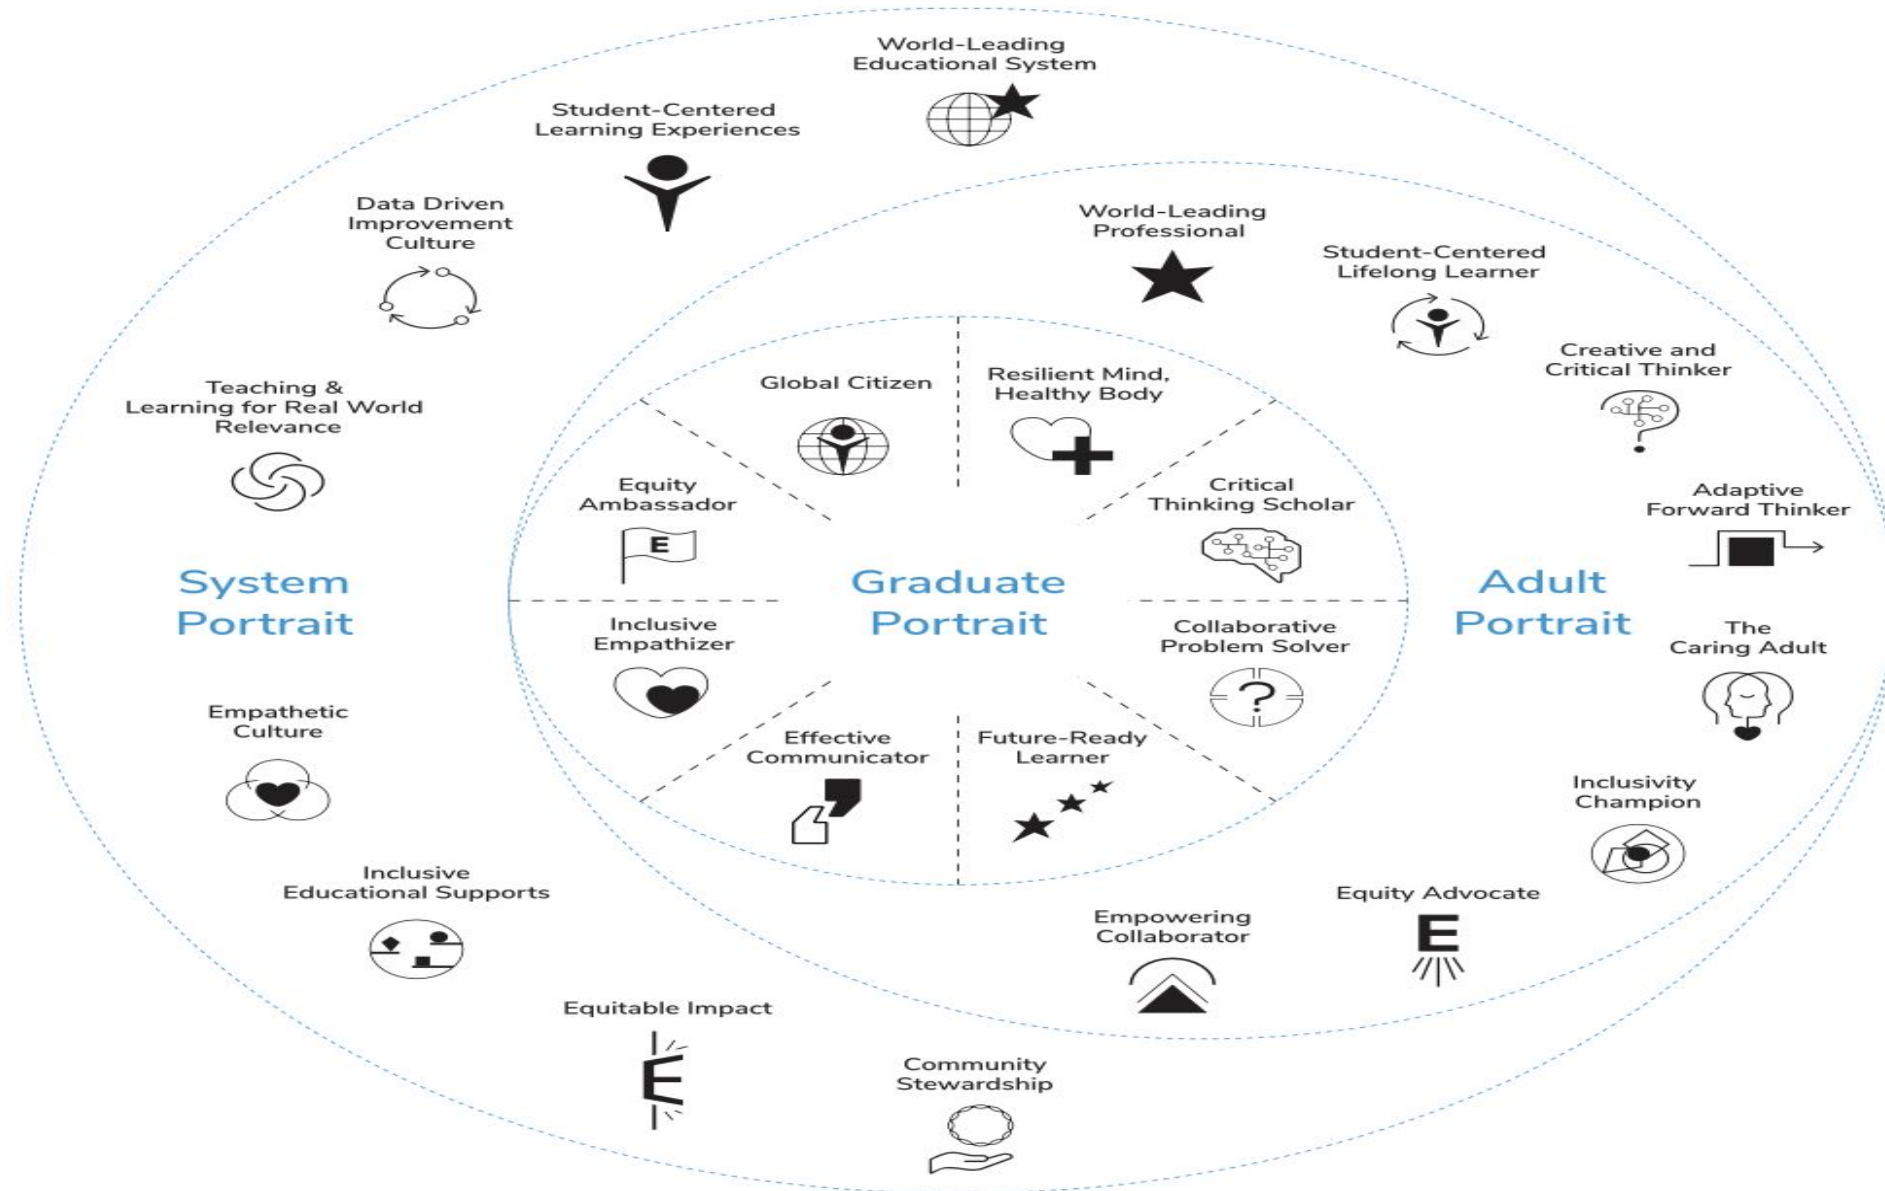 World-Leading
Educational System
Student-Centered
Learning Experiences
Data Driven
Improvement
Culture
Teaching &
Learning for Real World
Relevance
System
Portrait
Empathetic
Culture
Inclusive
Educational Supports
Equitable Impact
E
Community
Stewardship
Global Citizen
Resilient Mind,
Healthy Body
Equity
Ambassador
E
Critical
Thinking Scholar
Graduate
Portrait
Inclusive
Empathizer
Collaborative
Problem Solver
?
Effective
Communicator
Future-Ready
Learner
World-Leading
Professional
Student-Centered
Lifelong Learner
Creative and
Critical Thinker
Adaptive
Forward Thinker
Adult
Portrait
The
Caring Adult
Inclusivity
Champion
Equity Advocate
E
Empowering
Collaborator